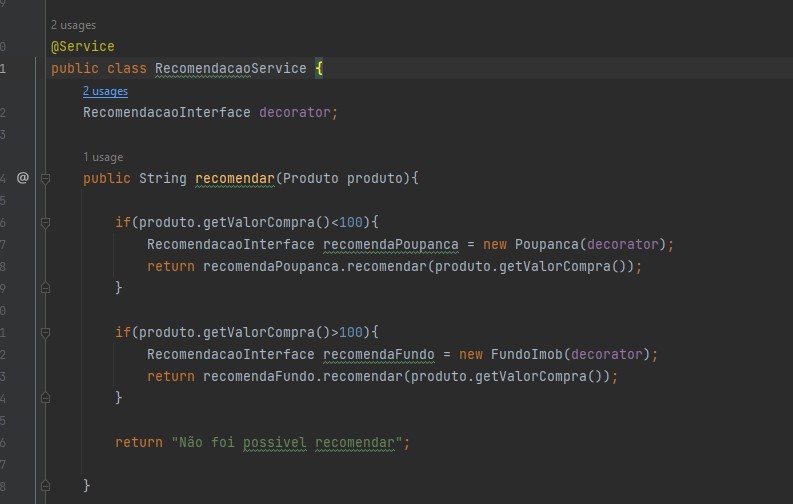 9
2 usages
0 @Service
1 public class RecomendacaoService {
2 usages
2 RecomendacaoInterface decorator;
3
1 usage
4 @ public String recomendar(Produto produto){
5
6 if(produto.getValorCompra()<100){
7 RecomendacaoInterface recomendaPoupanca = new Poupanca(decorator);
8 return recomendaPoupanca.recomendar(produto.getValorCompra());
9 }
0
1 if(produto.getValorCompra()>100){
2 RecomendacaoInterface recomendaFundo = new FundoImob(decorator);
3 return recomendaFundo.recomendar(produto.getValorCompra());
4 }
5
6 return "Não foi possivel recomendar";
7
8 }